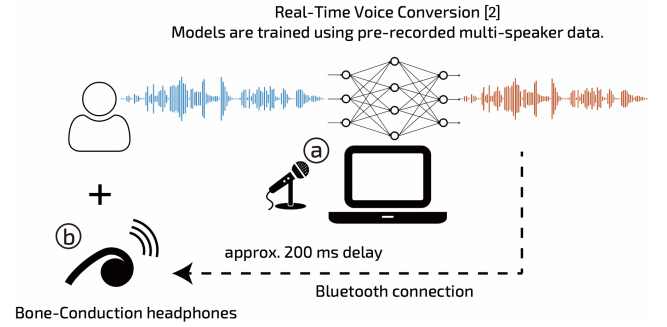 Real-Time Voice Conversion [2]
Models are trained using pre-recorded multi-speaker data.
ⓐ
+
ⓑ
approx. 200 ms delay
Bluetooth connection
Bone-Conduction headphones